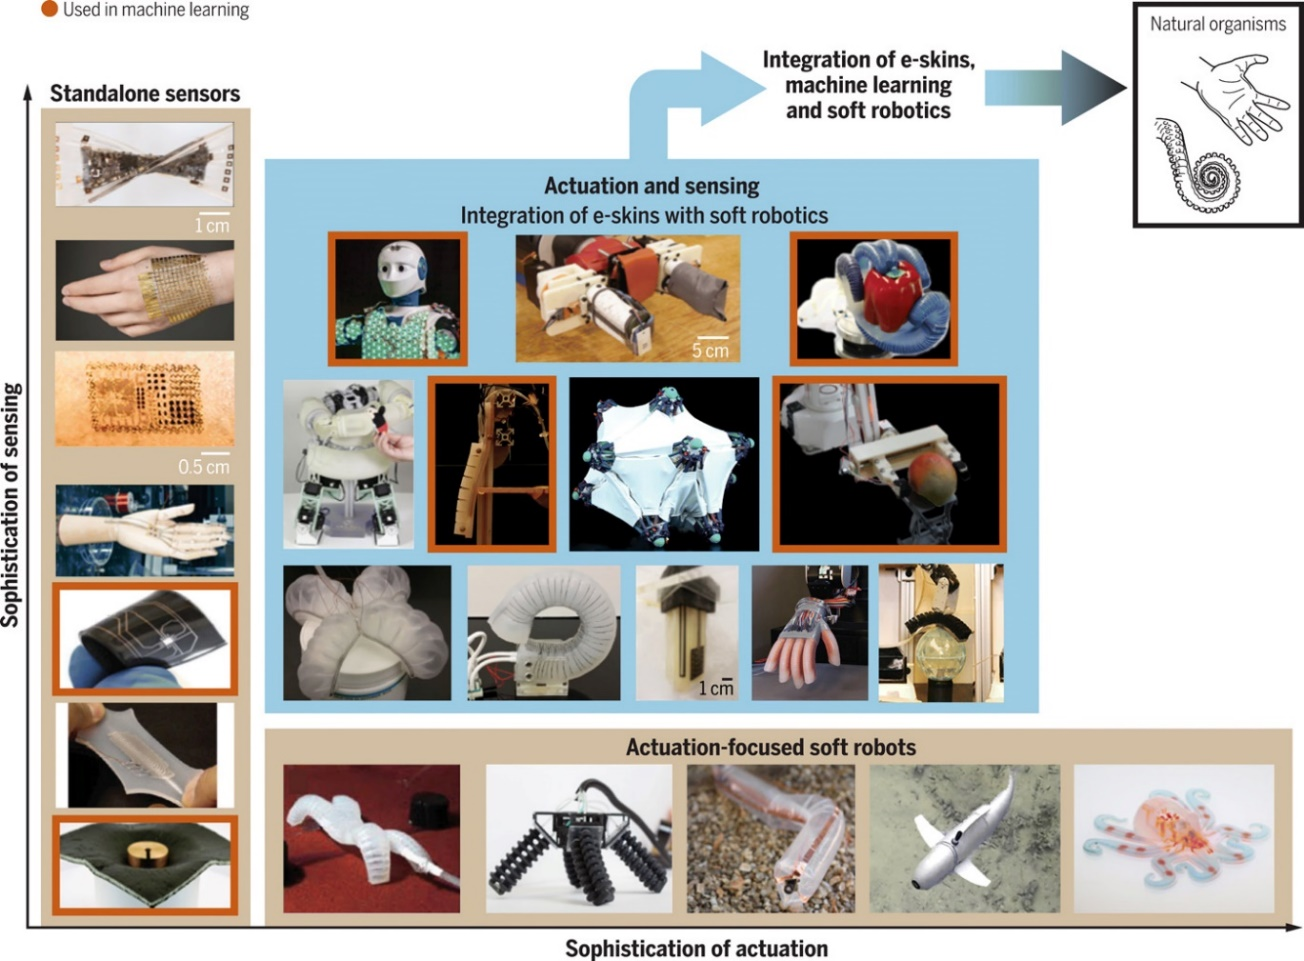 Used in machine learning
Natural organisms
Standalone sensors
Integration of e-skins,
machine learning
and soft robotics
Actuation and sensing
Integration of e-skins with soft robotics
1 cm
5 cm
0.5 cm
1 cm
Actuation-focused soft robots
Sophistication of sensing
Sophistication of actuation